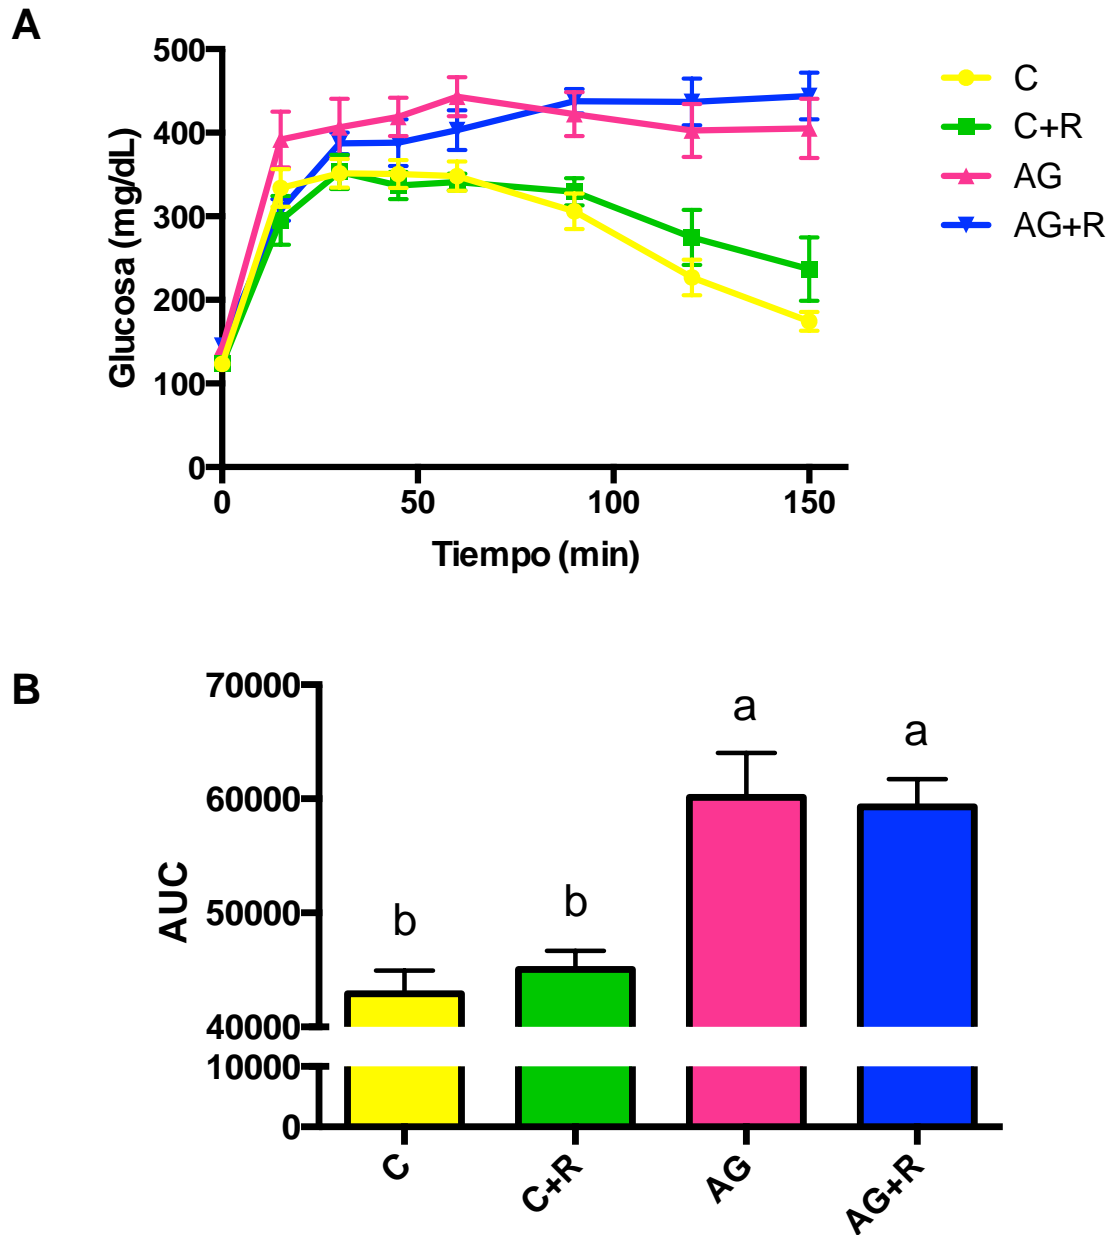 A
500
400
300
200
100
0
Glucosa (mg/dL)
0 50 100 150
Tiempo (min)
C
C+R
AG
AG+R
B
70000
60000
50000
40000
10000
0
AUC
b b a a
C C+R AG AG+R